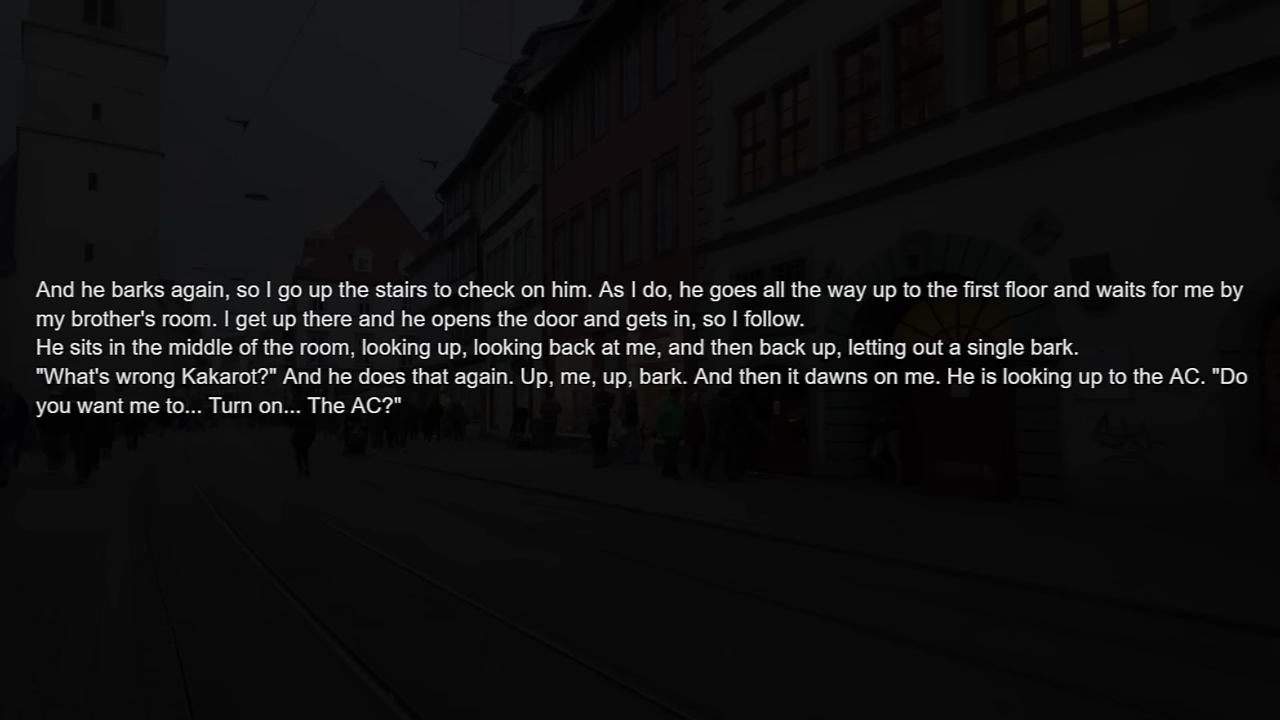 And he barks again, so I go up the stairs to check on him. As I do, he goes all the way up to the first floor and waits for me by
my brother's room. I get up there and he opens the door and gets in, so I follow.
He sits in the middle of the room, looking up, looking back at me, and then back up, letting out a single bark.
"What's wrong Kakarot?" And he does that again. Up, me, up, bark. And then it dawns on me. He is looking up to the AC. "Do
you want me to... Turn on... The AC?"